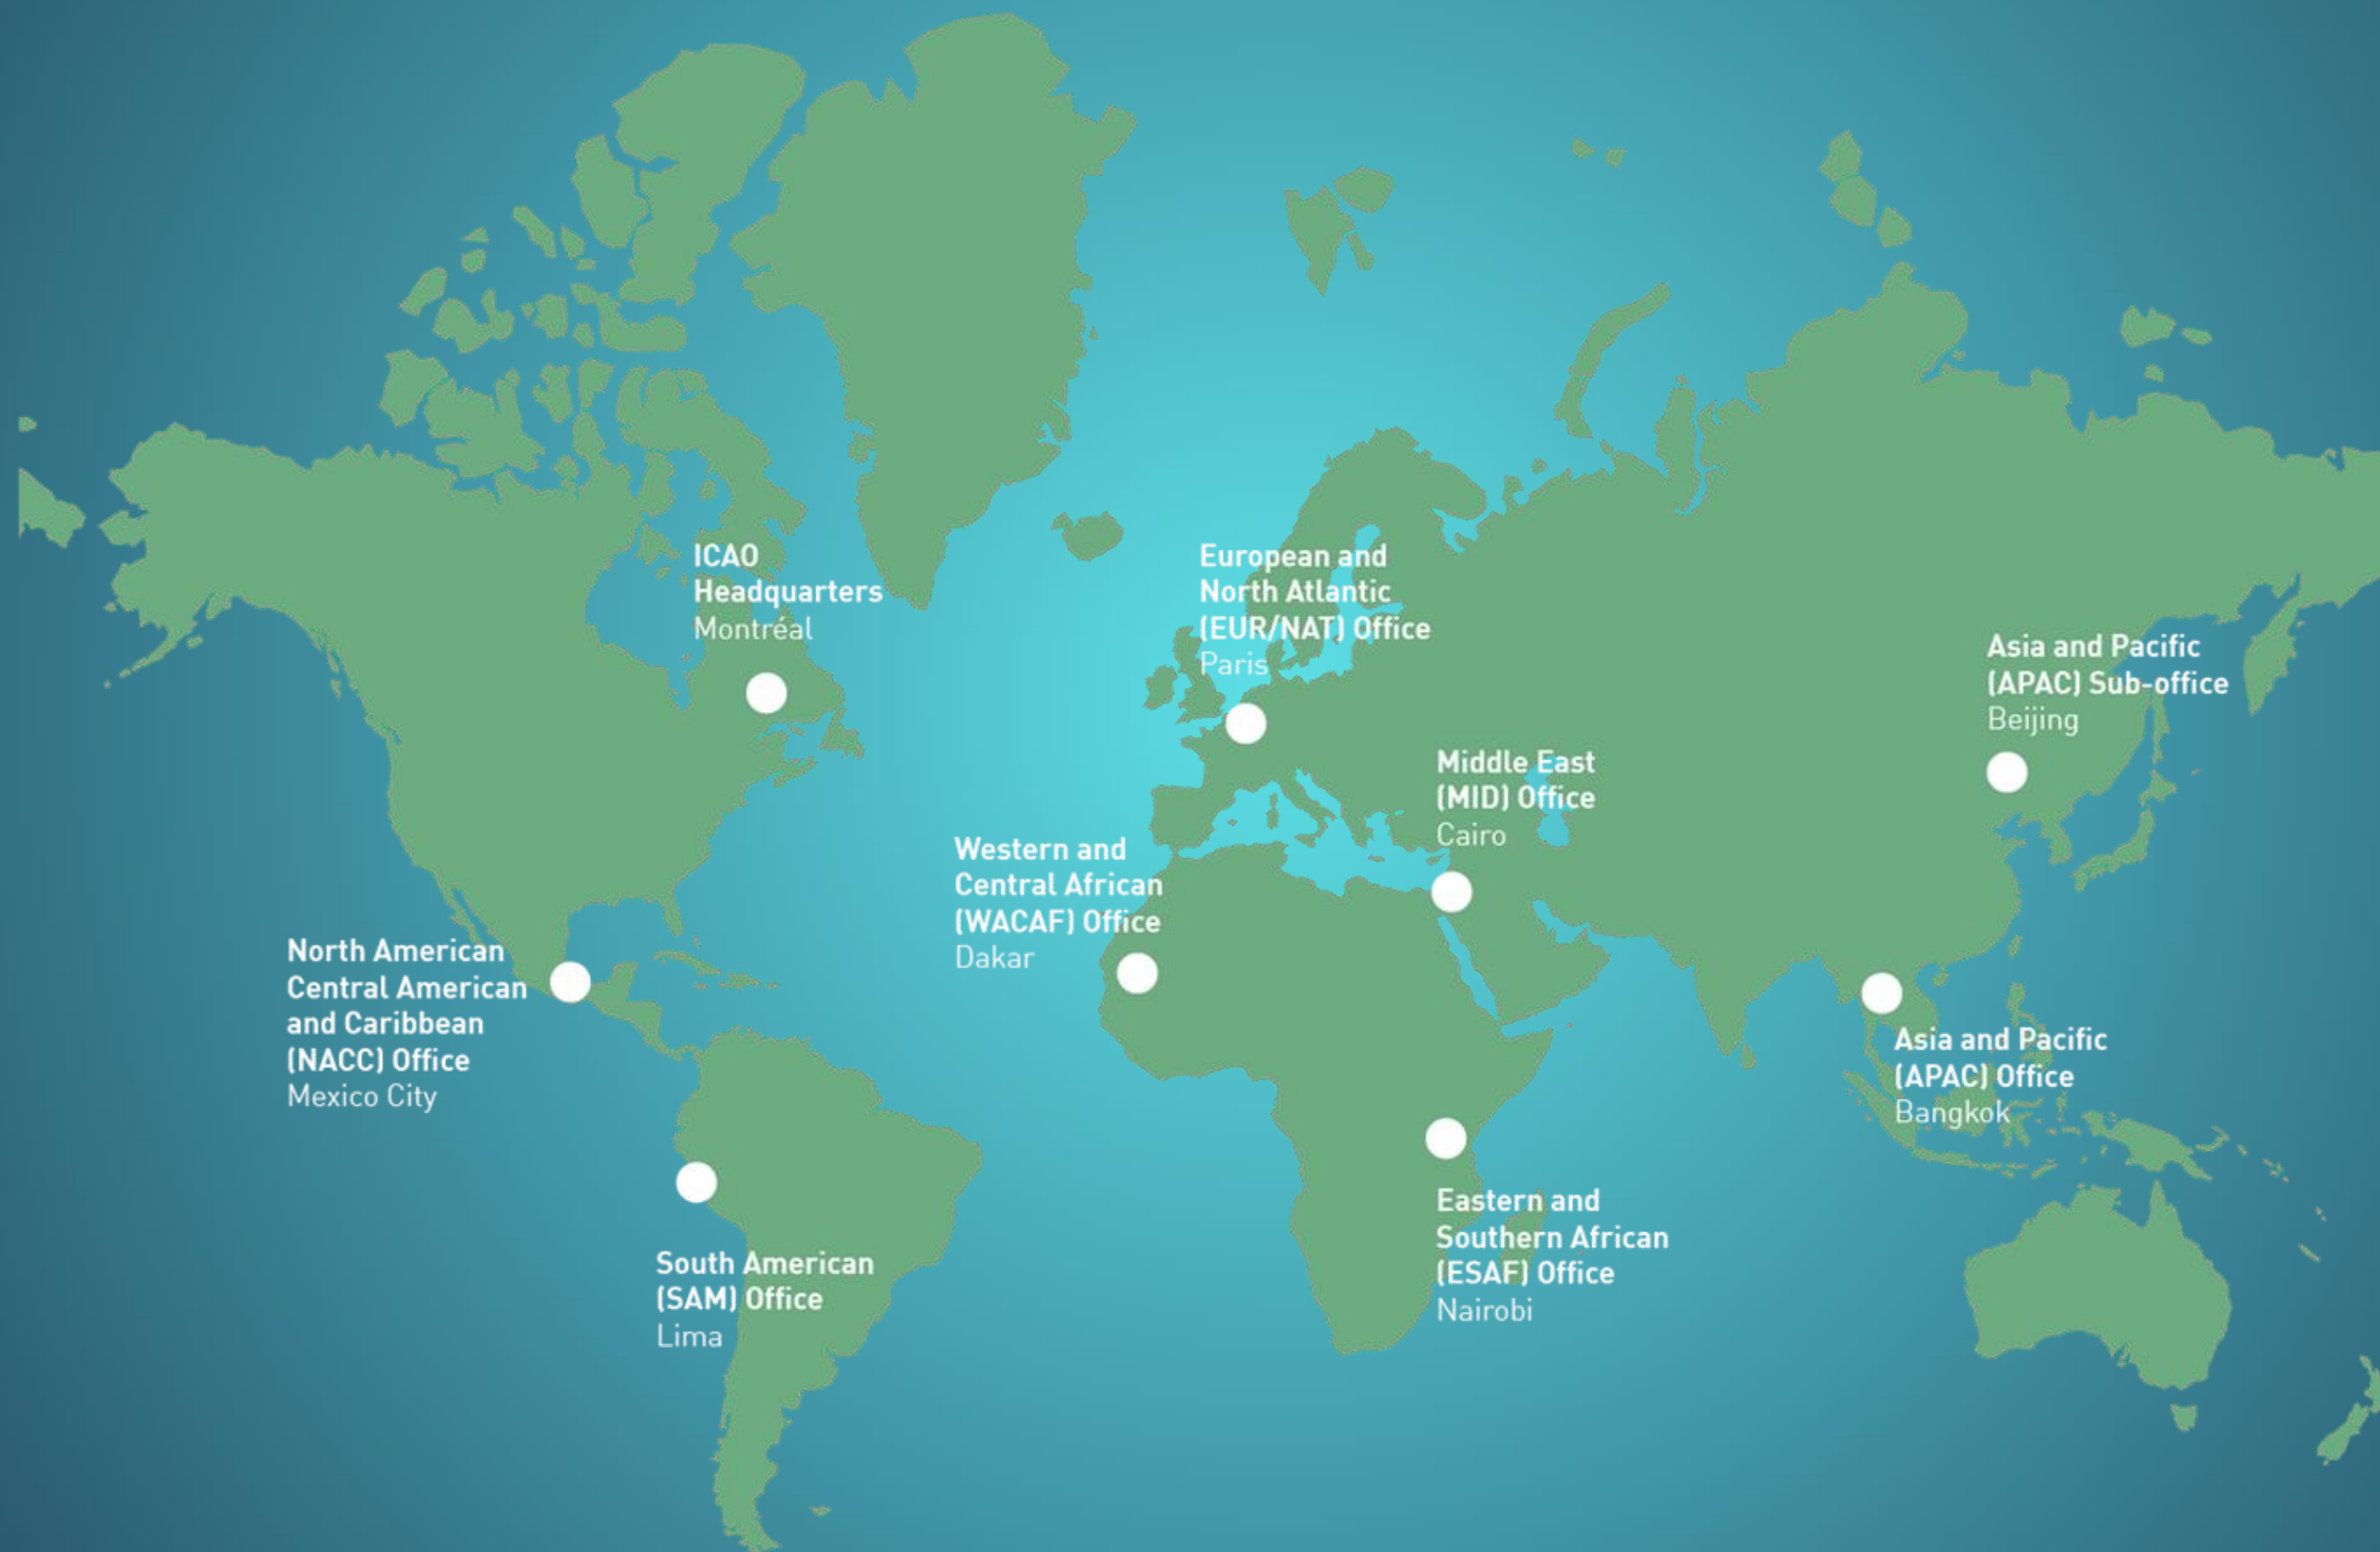 ICAO
Headquarters
Montréal
European and
North Atlantic
(EUR/NAT) Office
Paris
Asia and Pacific
(APAC) Sub-office
Beijing
Middle East
(MID) Office
Cairo
Western and
Central African
(WACAF) Office
Dakar
North American
Central American
and Caribbean
(NACC) Office
Mexico City
Asia and Pacific
(APAC) Office
Bangkok
Eastern and
Southern African
(ESAF) Office
Nairobi
South American
(SAM) Office
Lima